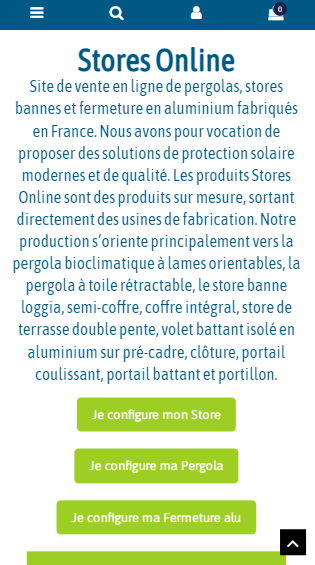 0
Stores Online
Site de vente en ligne de pergolas, stores
bannes et fermeture en aluminium fabriqués
en France. Nous avons pour vocation de
proposer des solutions de protection solaire
modernes et de qualité. Les produits Stores
Online sont des produits sur mesure, sortant
directement des usines de fabrication. Notre
production s’oriente principalement vers la
pergola bioclimatique à lames orientables, la
pergola à toile rétractable, le store banne
loggia, semi-coffre, coffre intégral, store de
terrasse double pente, volet battant isolé en
aluminium sur pré-cadre, clôture, portail
coulissant, portail battant et portillon.
Je configure mon Store
Je configure ma Pergola
Je configure ma Fermeture alu